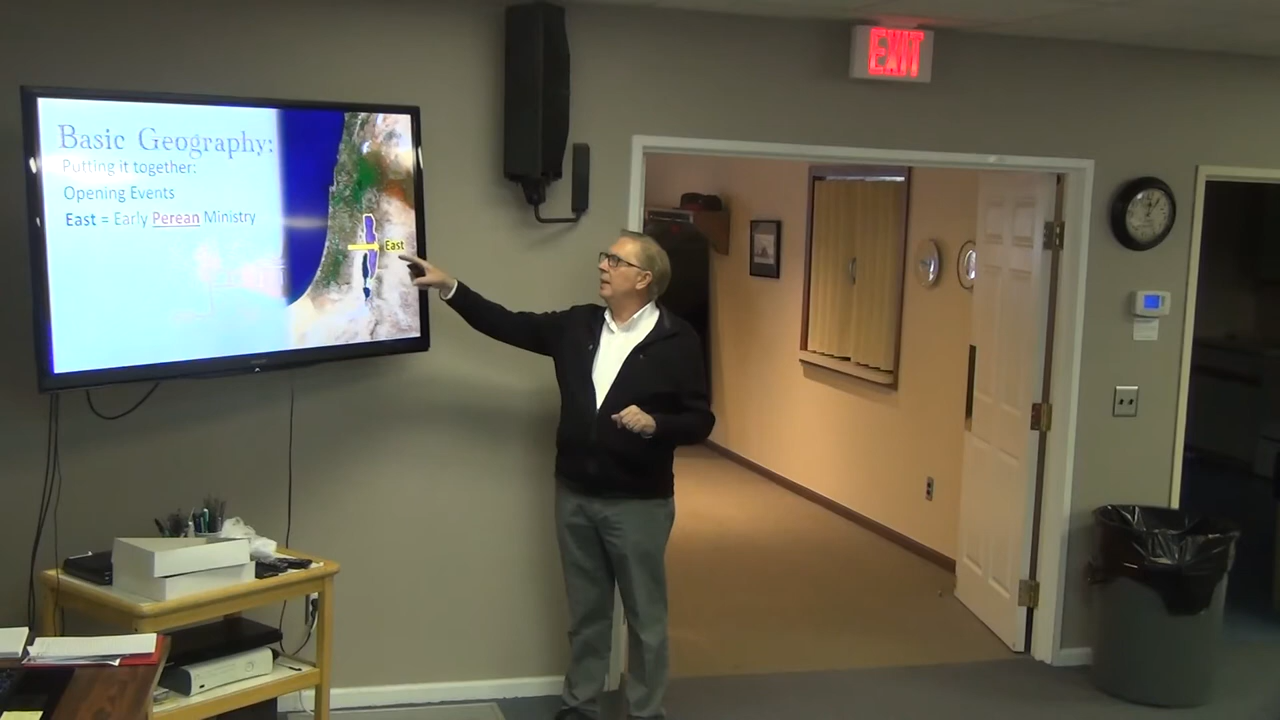 Basic Geography:
Putting it together:
Opening Events
East = Early Perean Ministry
East
EXIT